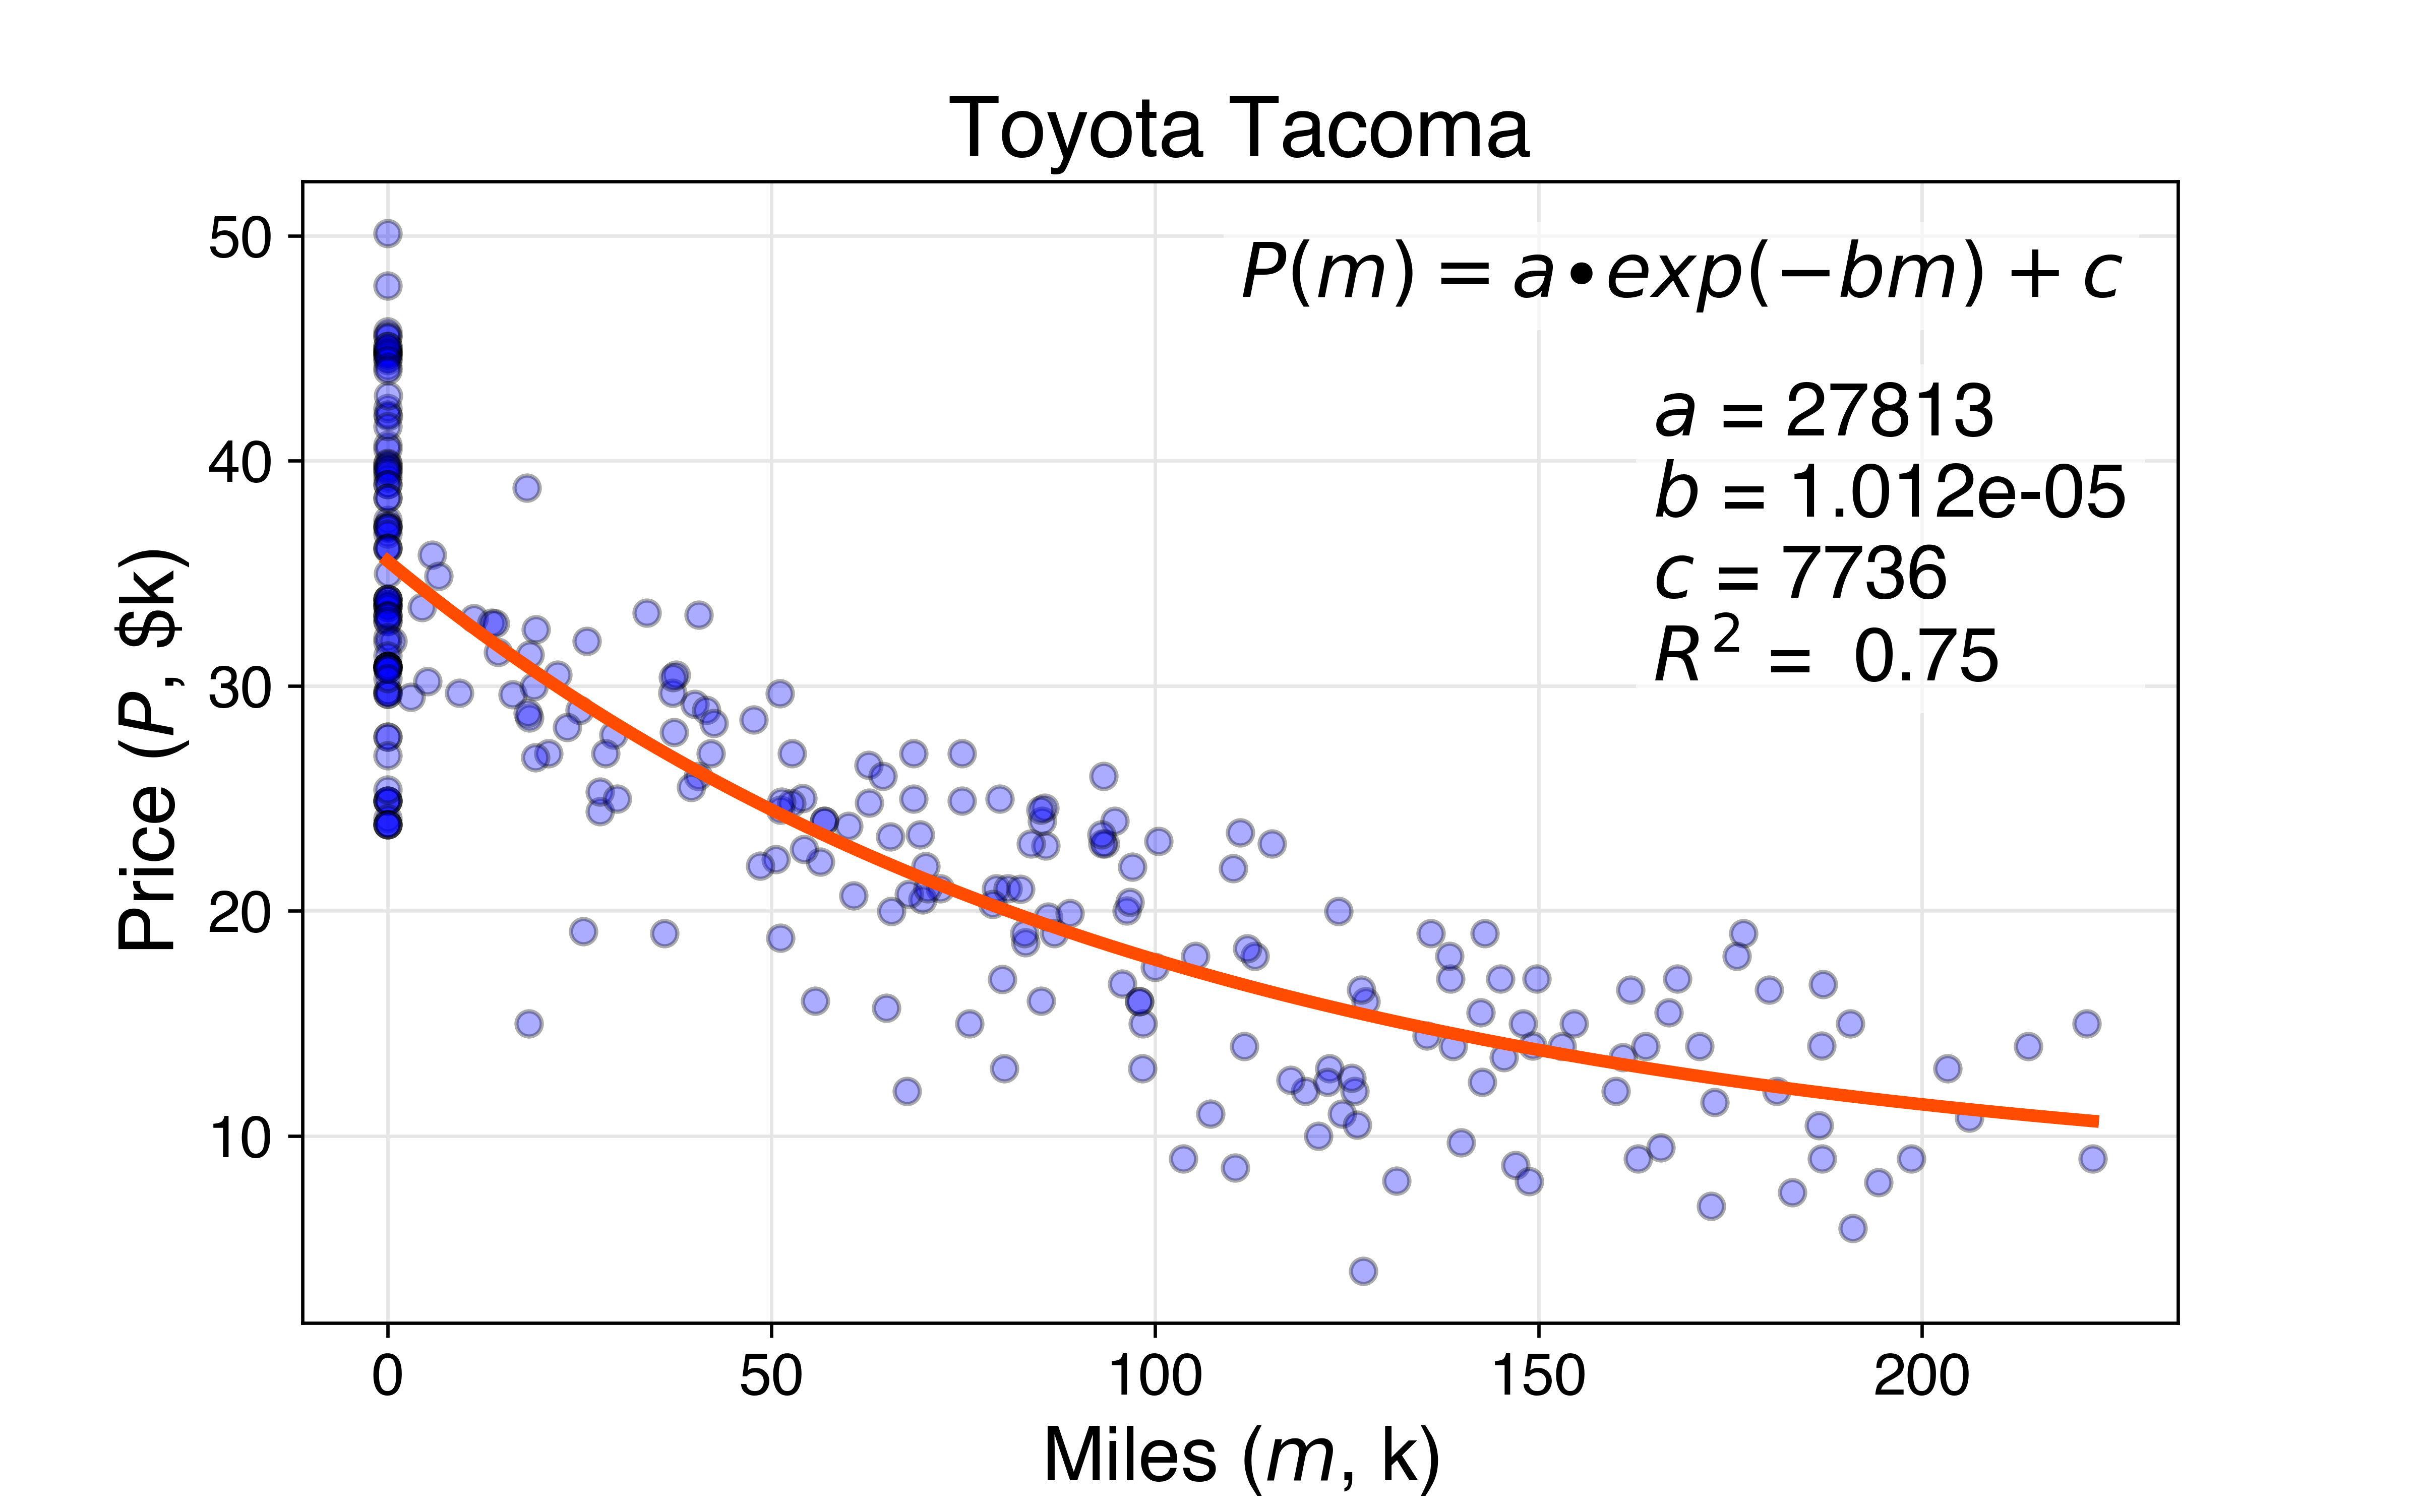 Toyota Tacoma
P(m) = a•exp(−bm) + c
a = 27813
b = 1.012e-05
c = 7736
R² = 0.75
Price (P, $k)
50
40
30
20
10
0 50 100 150 200
Miles (m, k)